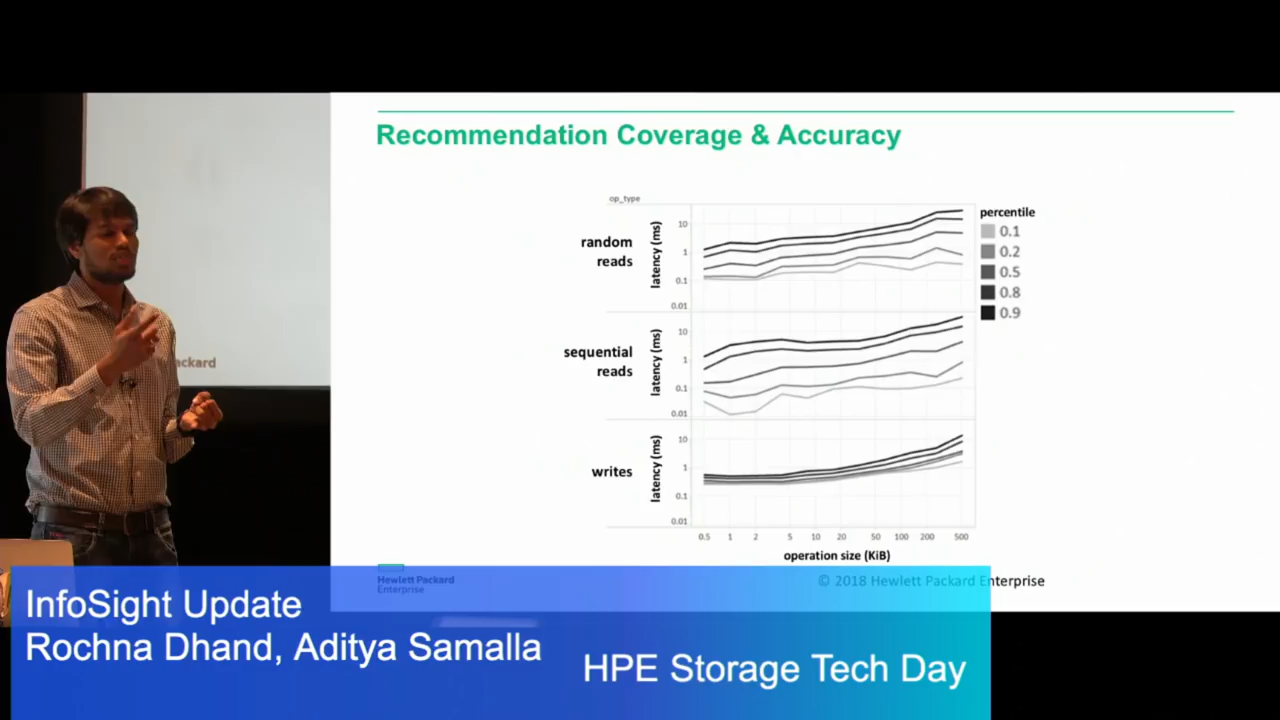 Recommendation Coverage & Accuracy
op_type
random
reads
latency (ms)
10
1
0.1
0.01
sequential
reads
latency (ms)
10
1
0.1
0.01
writes
latency (ms)
10
1
0.1
0.01
0.5 1 2 5 10 20 50 100 200 500
operation size (KiB)
percentile
0.1
0.2
0.5
0.8
0.9
ackard
Hewlett Packard
Enterprise
© 2018 Hewlett Packard Enterprise
InfoSight Update
Rochna Dhand, Aditya Samalla
HPE Storage Tech Day